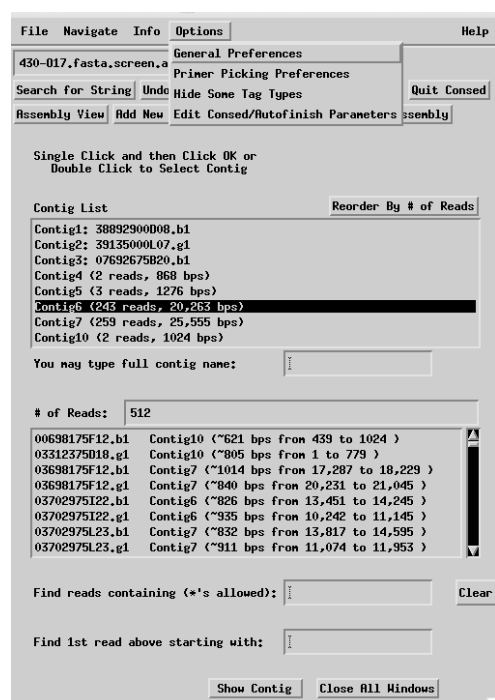 File Navigate Info Options Help
430-017.fasta.screen.a
General Preferences
Primer Picking Preferences
Search for String Undo Hide Some Tag Types Quit Consed
Assembly View Add New Edit Consed/Autofinish Parameters ssembly
Single Click and then Click OK or
Double Click to Select Contig
Contig List Reorder By # of Reads
Contig1: 38892900D08.b1
Contig2: 39135000L07.g1
Contig3: 07692675B20.b1
Contig4 (2 reads, 868 bps)
Contig5 (3 reads, 1276 bps)
Contig6 (243 reads, 20,263 bps)
Contig7 (259 reads, 25,555 bps)
Contig10 (2 reads, 1024 bps)
You may type full contig name:
# of Reads: 512
00698175F12.b1 Contig10 (~621 bps from 439 to 1024 )
03312375D18.g1 Contig10 (~805 bps from 1 to 779 )
03698175F12.b1 Contig7 (~1014 bps from 17,287 to 18,229 )
03698175F12.g1 Contig7 (~840 bps from 20,231 to 21,045 )
03702975I22.b1 Contig6 (~826 bps from 13,451 to 14,245 )
03702975I22.g1 Contig6 (~935 bps from 10,242 to 11,145 )
03702975L23.b1 Contig7 (~832 bps from 13,817 to 14,595 )
03702975L23.g1 Contig7 (~911 bps from 11,074 to 11,953 )
Find reads containing (*'s allowed): Clear
Find 1st read above starting with:
Show Contig Close All Windows